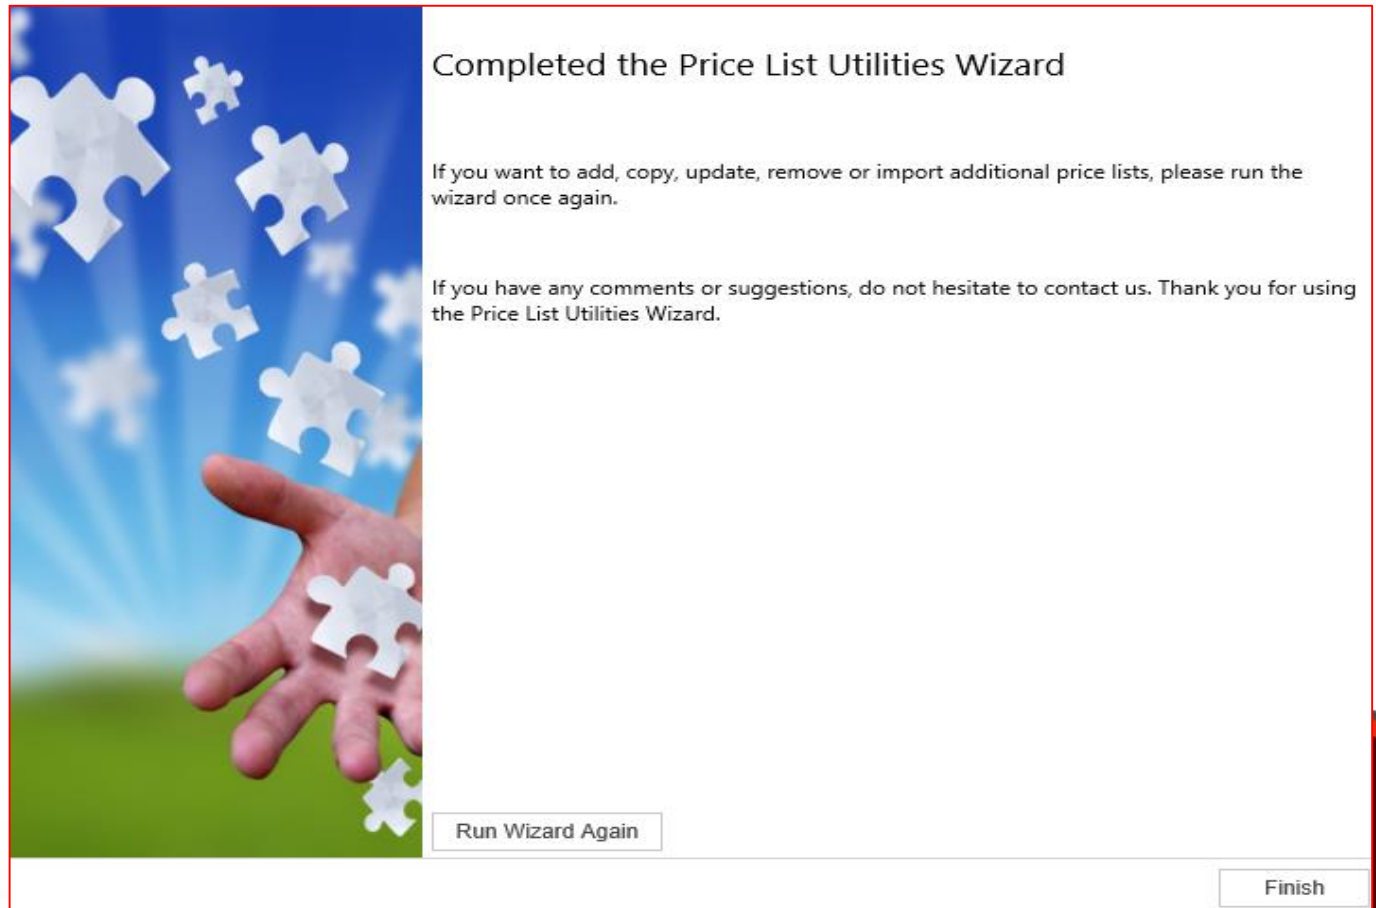 Completed the Price List Utilities Wizard
If you want to add, copy, update, remove or import additional price lists, please run the
wizard once again.
If you have any comments or suggestions, do not hesitate to contact us. Thank you for using
the Price List Utilities Wizard.
Run Wizard Again
Finish